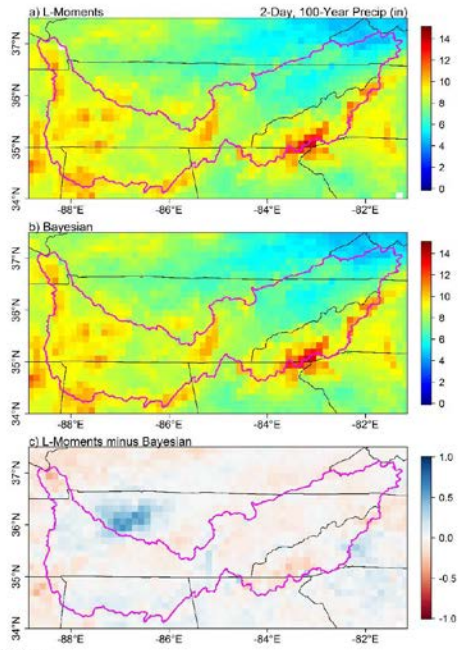 a) L-Moments 2-Day, 100-Year Precip (in)
37°N
36°N
35°N
34°N
-88°E -86°E -84°E -82°E
14
12
10
8
6
4
2
0
b) Bayesian
37°N
36°N
35°N
34°N
-88°E -86°E -84°E -82°E
14
12
10
8
6
4
2
0
c) L-Moments minus Bayesian
37°N
36°N
35°N
34°N
-88°E -86°E -84°E -82°E
1.0
0.5
0.0
-0.5
-1.0